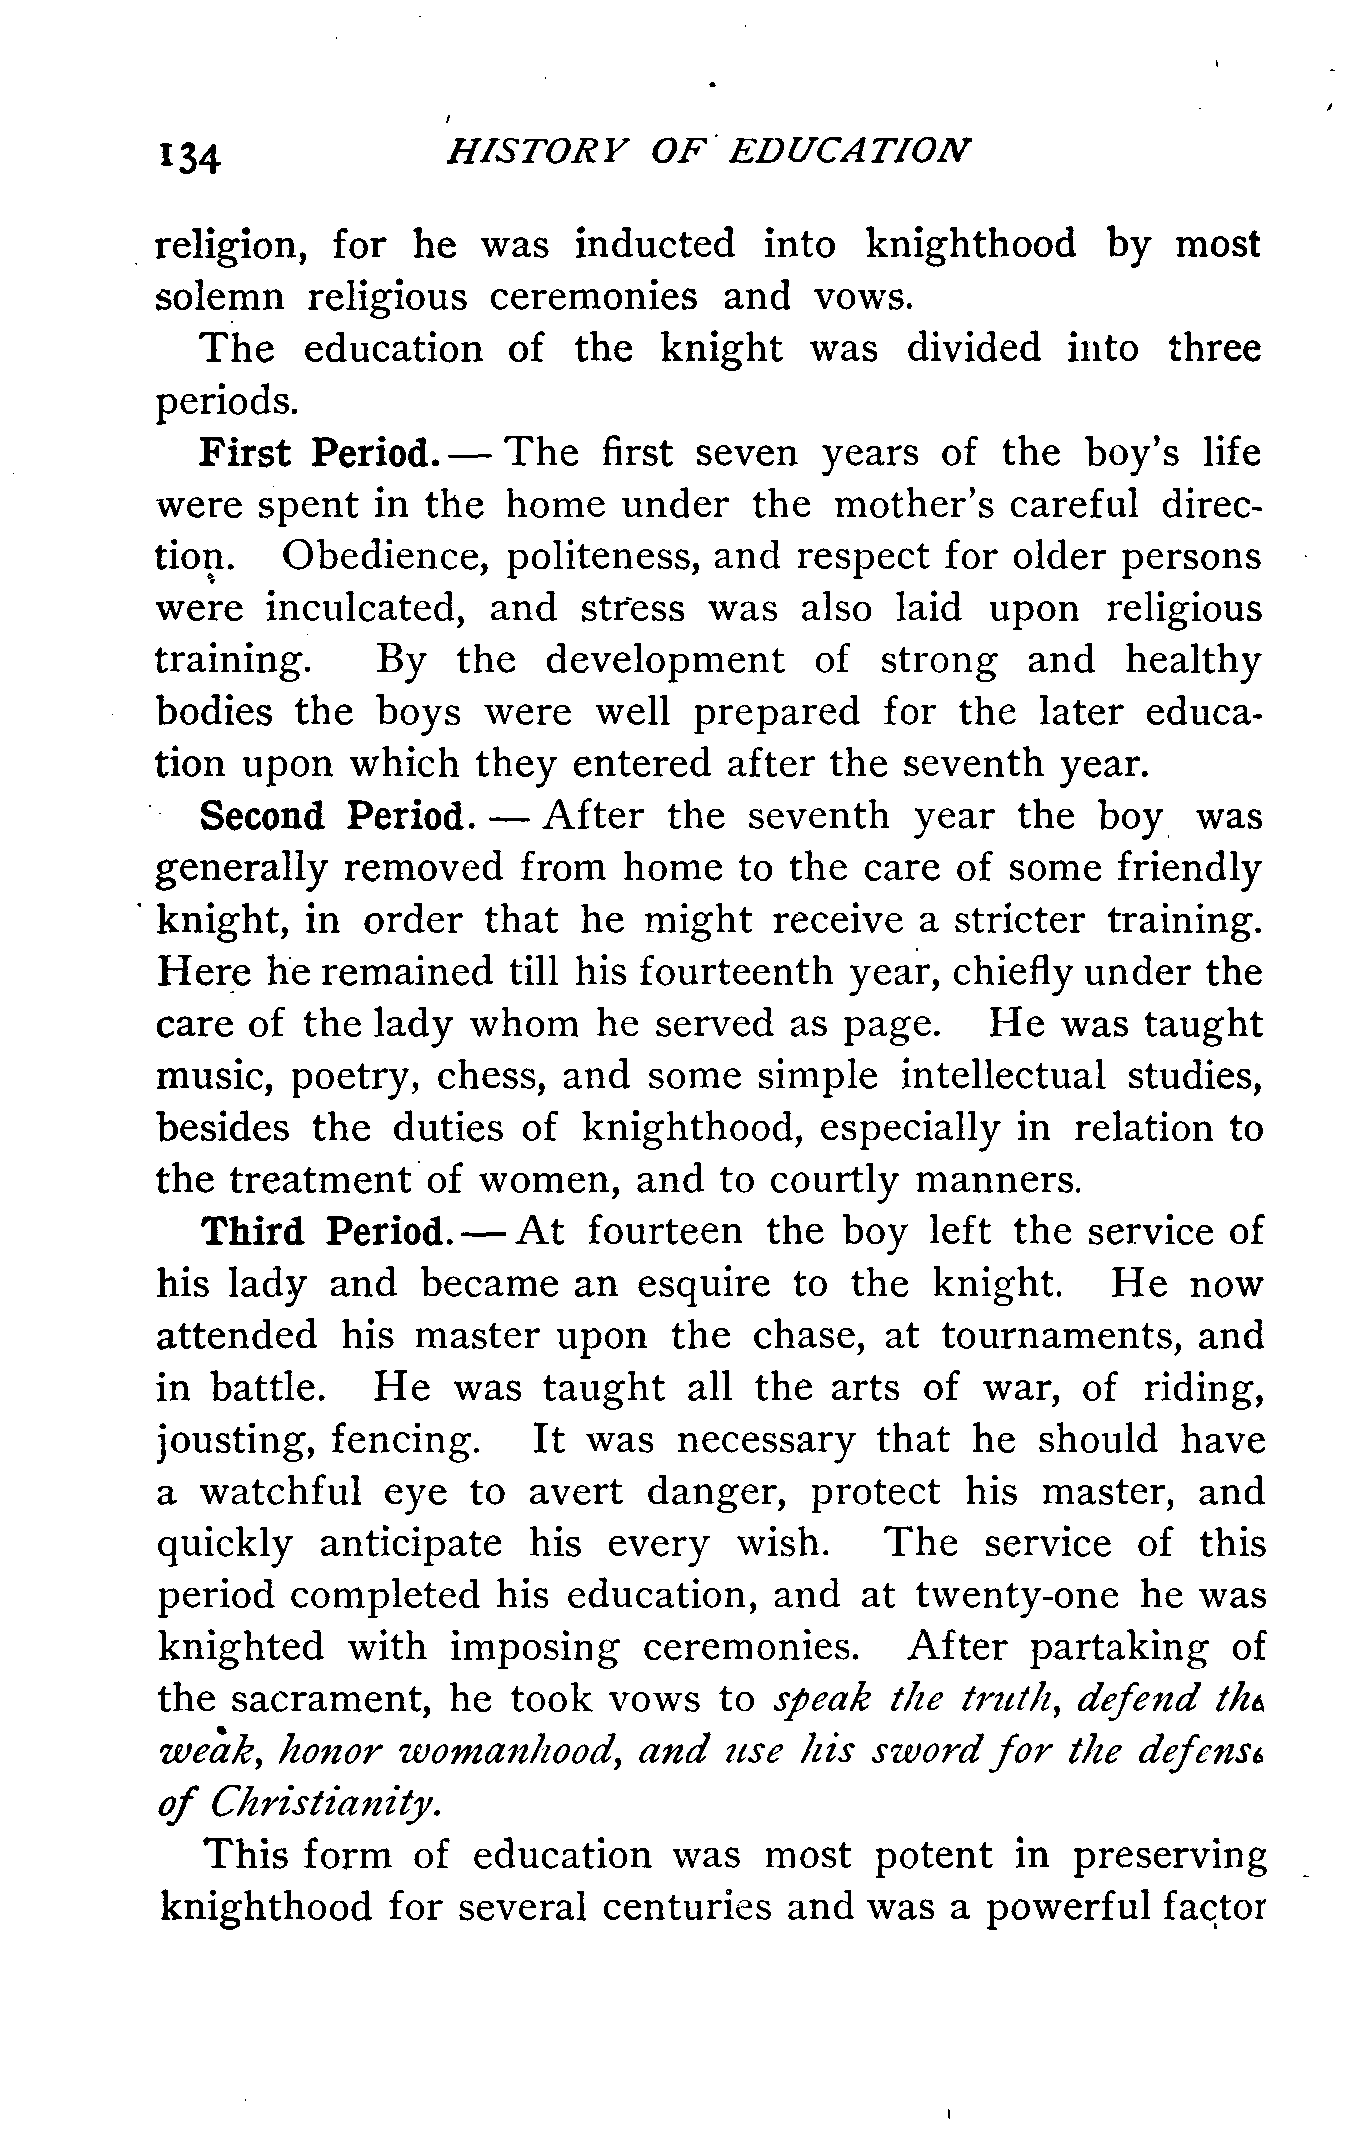 134 HISTORY OF EDUCATION
religion, for he was inducted into knighthood by most
solemn religious ceremonies and vows.
The education of the knight was divided into three
periods.
First Period. — The first seven years of the boy's life
were spent in the home under the mother's careful direc-
tion. Obedience, politeness, and respect for older persons
were inculcated, and stress was also laid upon religious
training. By the development of strong and healthy
bodies the boys were well prepared for the later educa-
tion upon which they entered after the seventh year.
Second Period. — After the seventh year the boy was
generally removed from home to the care of some friendly
knight, in order that he might receive a stricter training.
Here he remained till his fourteenth year, chiefly under the
care of the lady whom he served as page. He was taught
music, poetry, chess, and some simple intellectual studies,
besides the duties of knighthood, especially in relation to
the treatment of women, and to courtly manners.
Third Period. — At fourteen the boy left the service of
his lady and became an esquire to the knight. He now
attended his master upon the chase, at tournaments, and
in battle. He was taught all the arts of war, of riding,
jousting, fencing. It was necessary that he should have
a watchful eye to avert danger, protect his master, and
quickly anticipate his every wish. The service of this
period completed his education, and at twenty-one he was
knighted with imposing ceremonies. After partaking of
the sacrament, he took vows to speak the truth, defend the
weak, honor womanhood, and use his sword for the defense
of Christianity.
This form of education was most potent in preserving
knighthood for several centuries and was a powerful factor